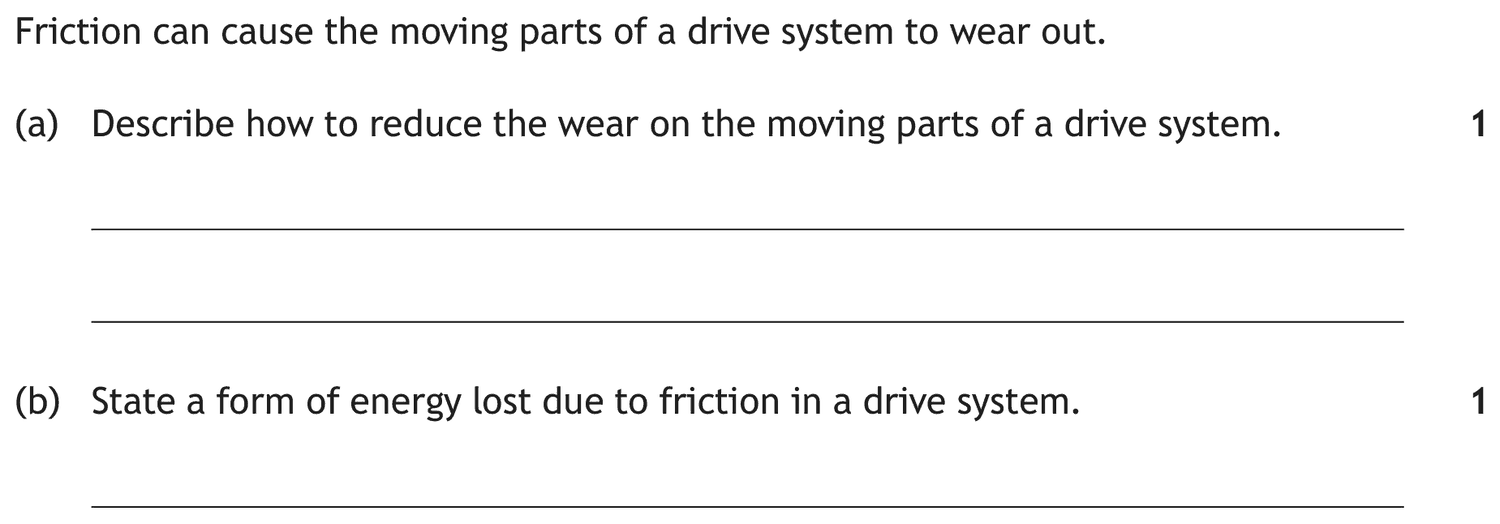 Friction can cause the moving parts of a drive system to wear out.
(a) Describe how to reduce the wear on the moving parts of a drive system. 1
(b) State a form of energy lost due to friction in a drive system. 1